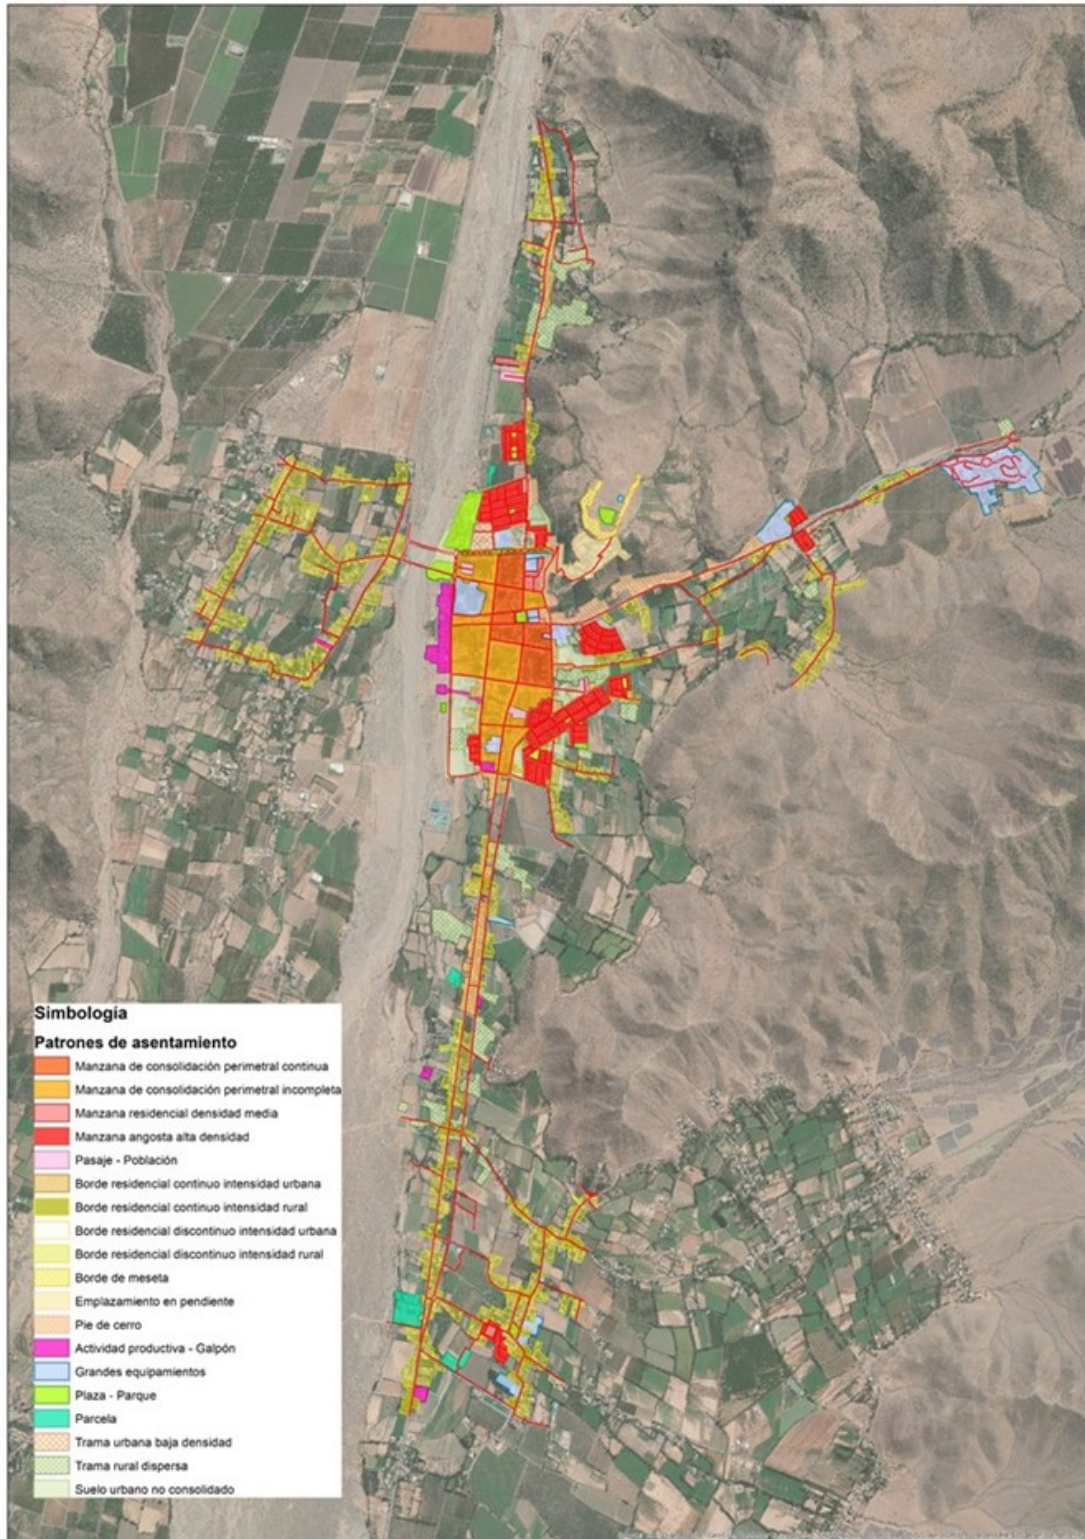 Simbología
Patrones de asentamiento
Manzana de consolidación perimetral continua
Manzana de consolidación perimetral incompleta
Manzana residencial densidad media
Manzana angosta alta densidad
Pasaje - Población
Borde residencial continuo intensidad urbana
Borde residencial continuo intensidad rural
Borde residencial discontinuo intensidad urbana
Borde residencial discontinuo intensidad rural
Borde de meseta
Emplazamiento en pendiente
Pie de cerro
Actividad productiva - Galpón
Grandes equipamientos
Plaza - Parque
Parcela
Trama urbana baja densidad
Trama rural dispersa
Suelo urbano no consolidado